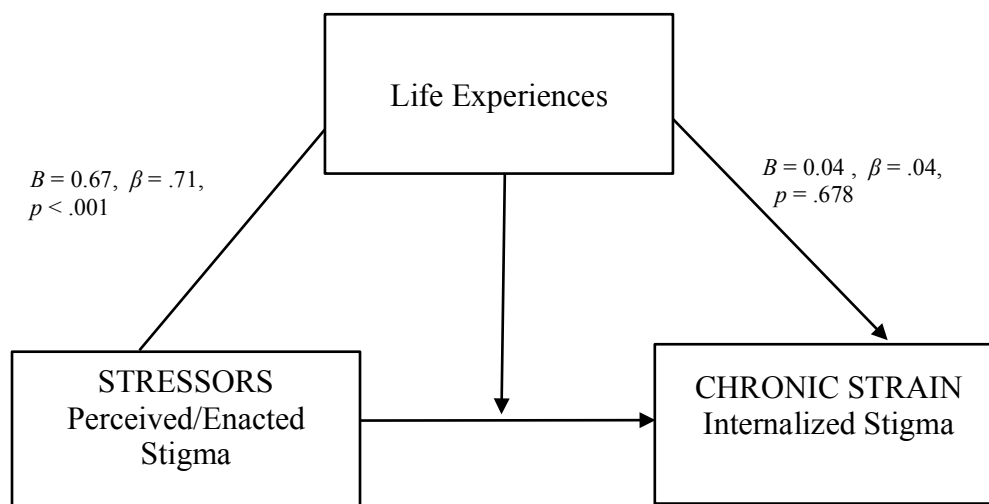 Life Experiences
B = 0.67, β = .71,
p < .001
B = 0.04 , β = .04,
p = .678
STRESSORS
Perceived/Enacted
Stigma
CHRONIC STRAIN
Internalized Stigma